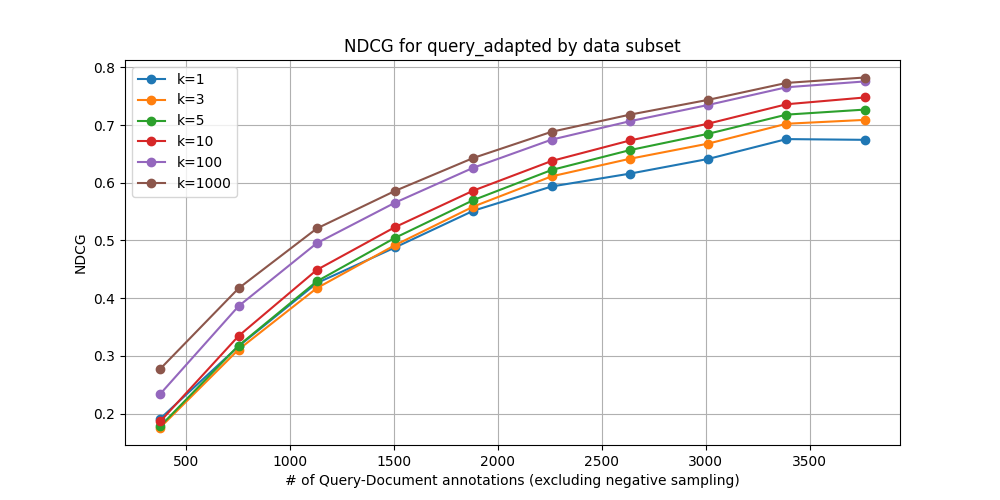 NDCG for query_adapted by data subset
k=1
k=3
k=5
k=10
k=100
k=1000
NDCG
0.8
0.7
0.6
0.5
0.4
0.3
0.2
500 1000 1500 2000 2500 3000 3500
# of Query-Document annotations (excluding negative sampling)